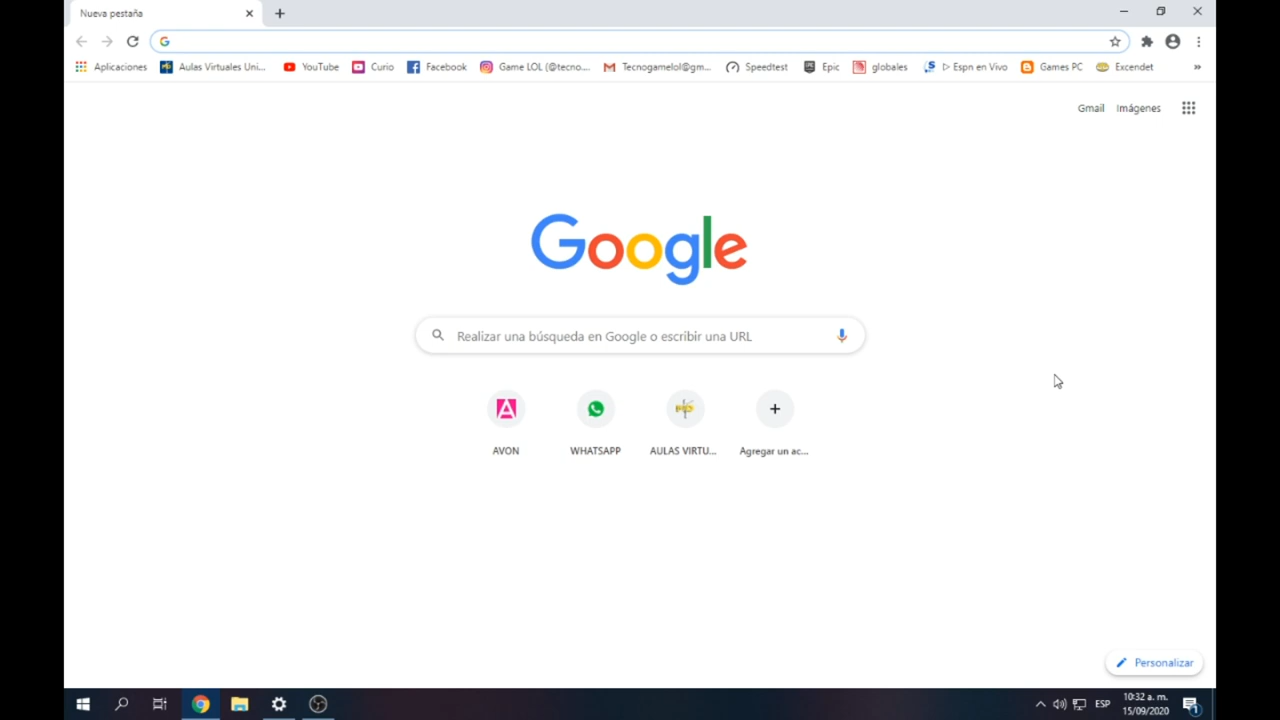 Nueva pestaña
Aplicaciones Aulas Virtuales Uni... YouTube Curio Facebook Game LOL (@tecno.... Tecnogamelol@gm... Speedtest Epic globales Espn en Vivo Games PC Excendet »
Gmail Imágenes
Google
Realizar una búsqueda en Google o escribir una URL
AVON WHATSAPP AULAS VIRTU... Agregar un ac...
Personalizar
ESP
10:32 a. m.
15/09/2020
1